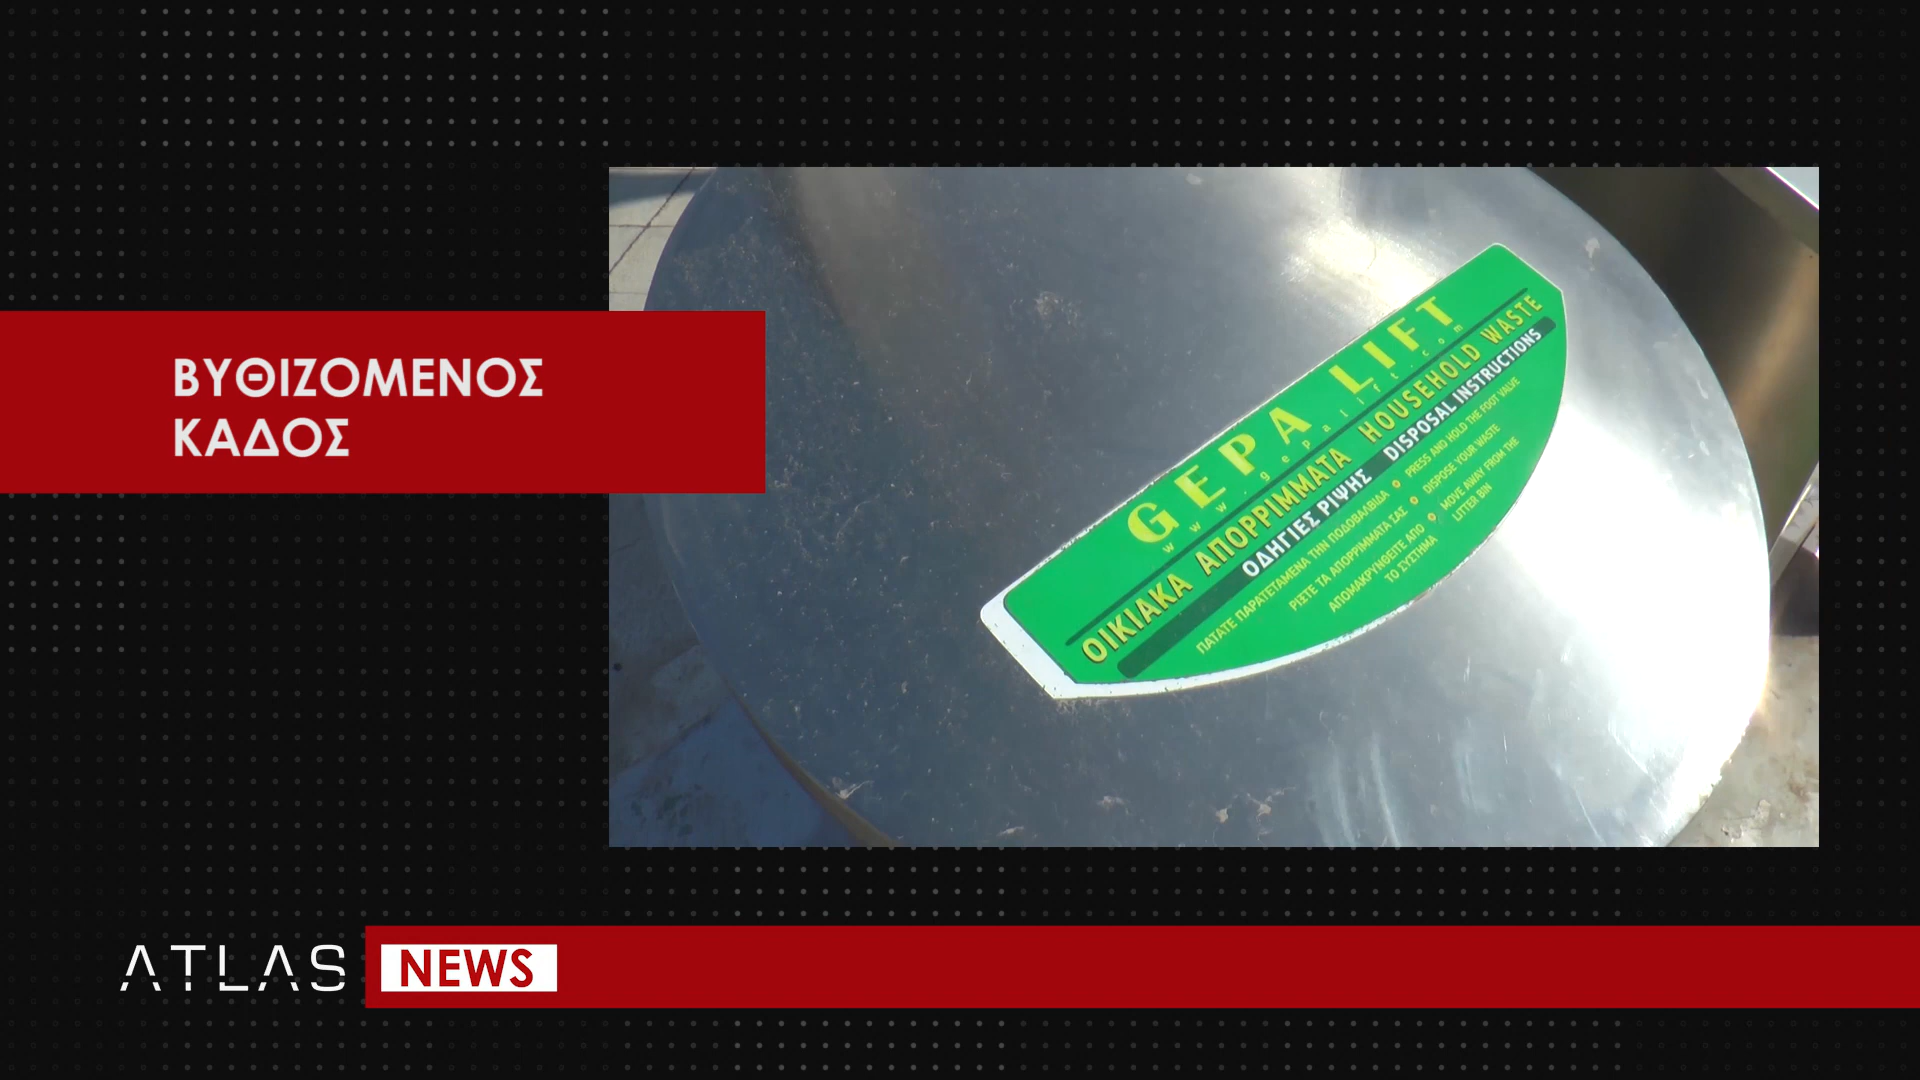 ΒΥΘΙΖΟΜΕΝΟΣ
ΚΑΔΟΣ
GEPA LIFT
www.gepalift.com
ΟΙΚΙΑΚΑ ΑΠΟΡΡΙΜΜΑΤΑ HOUSEHOLD WASTE
ΟΔΗΓΙΕΣ ΡΙΨΗΣ DISPOSAL INSTRUCTIONS
ΠΑΤΑΤΕ ΠΑΡΑΤΕΤΑΜΕΝΑ ΤΗΝ ΠΟΔΟΒΑΛΒΙΔΑ PRESS AND HOLD THE FOOT VALVE
ΡΙΞΤΕ ΤΑ ΑΠΟΡΡΙΜΜΑΤΑ ΣΑΣ DISPOSE YOUR WASTE
ΑΠΟΜΑΚΡΥΝΘΕΙΤΕ ΑΠΟ MOVE AWAY FROM THE
ΤΟ ΣΥΣΤΗΜΑ LITTER BIN
ATLAS NEWS